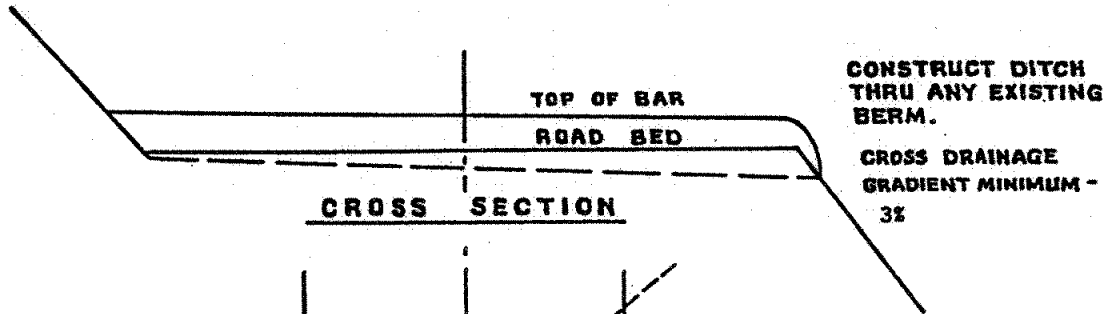 TOP OF BAR
ROAD BED
CROSS SECTION
CONSTRUCT DITCH
THRU ANY EXISTING
BERM.
CROSS DRAINAGE
GRADIENT MINIMUM -
3%